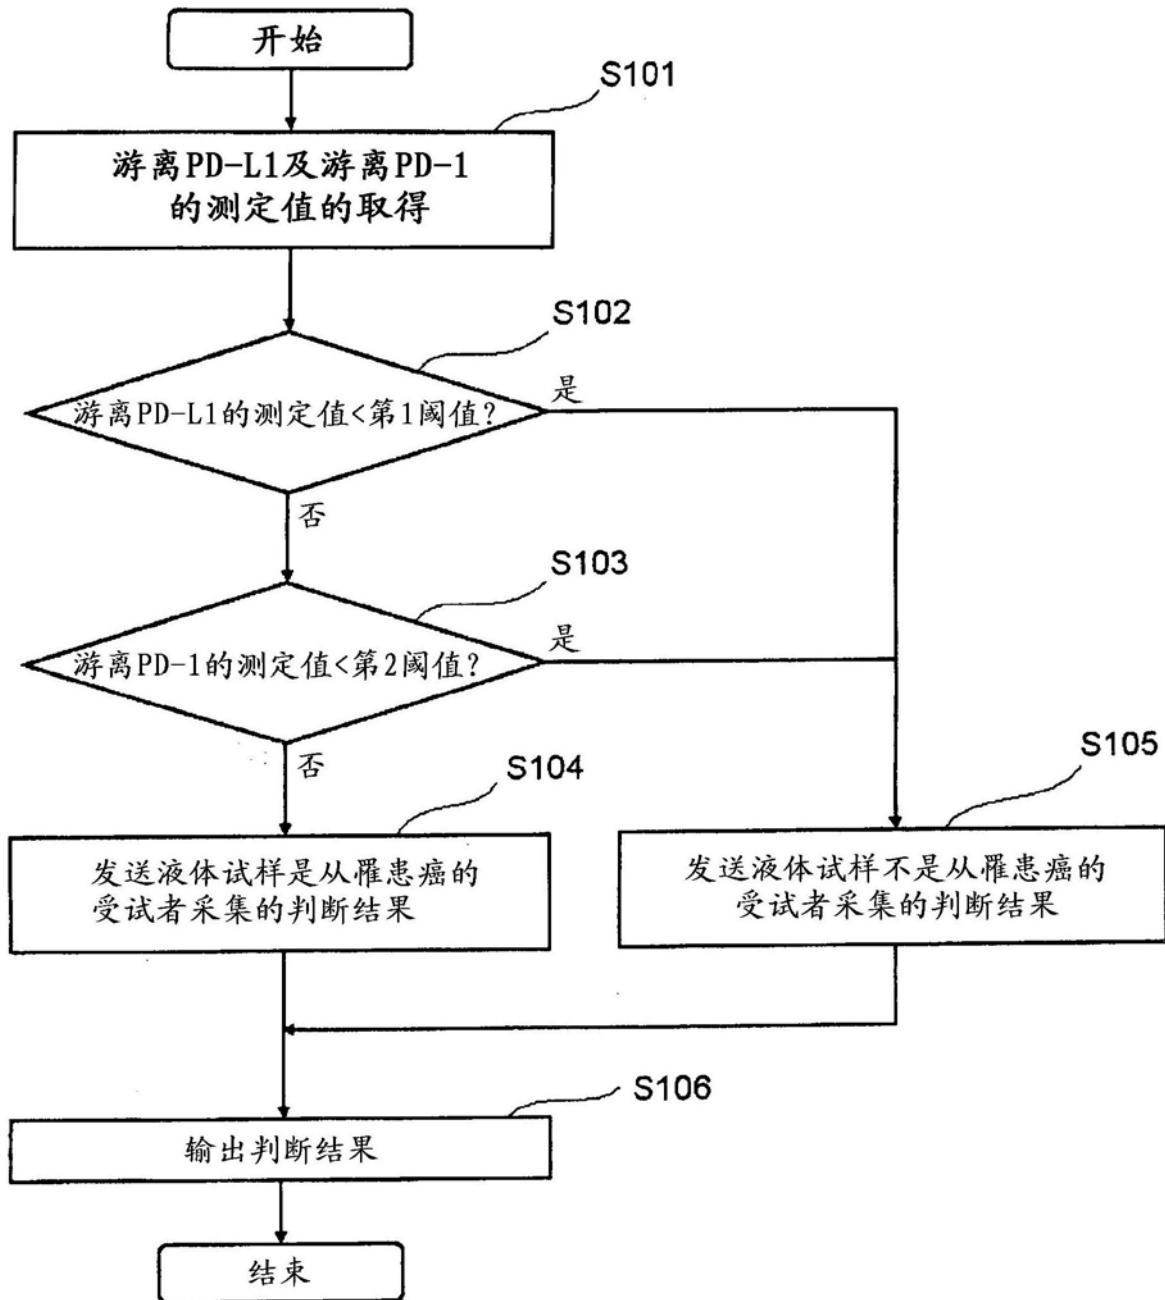 开始
S101
游离PD-L1及游离PD-1
的测定值的取得
S102
游离PD-L1的测定值<第1阈值?
是
否
S103
游离PD-1的测定值<第2阈值?
是
否
S104
发送液体试样是从罹患癌的
受试者采集的判断结果
S105
发送液体试样不是从罹患癌的
受试者采集的判断结果
S106
输出判断结果
结束